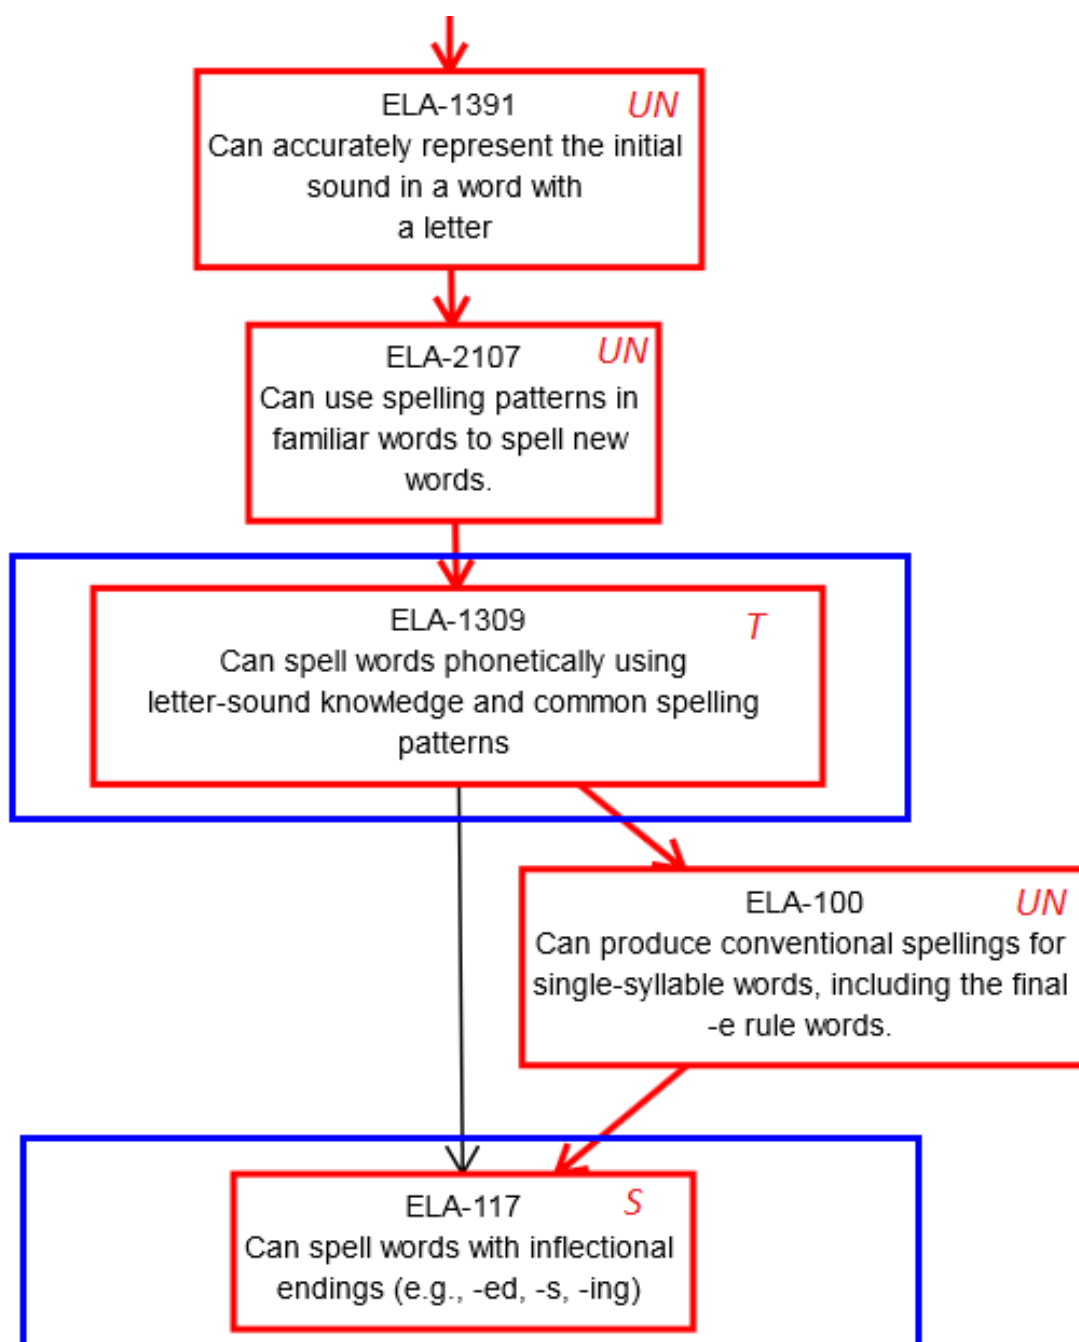 ELA-1391 UN
Can accurately represent the initial
sound in a word with
a letter
ELA-2107 UN
Can use spelling patterns in
familiar words to spell new
words.
ELA-1309 T
Can spell words phonetically using
letter-sound knowledge and common spelling
patterns
ELA-100 UN
Can produce conventional spellings for
single-syllable words, including the final
-e rule words.
ELA-117 S
Can spell words with inflectional
endings (e.g., -ed, -s, -ing)